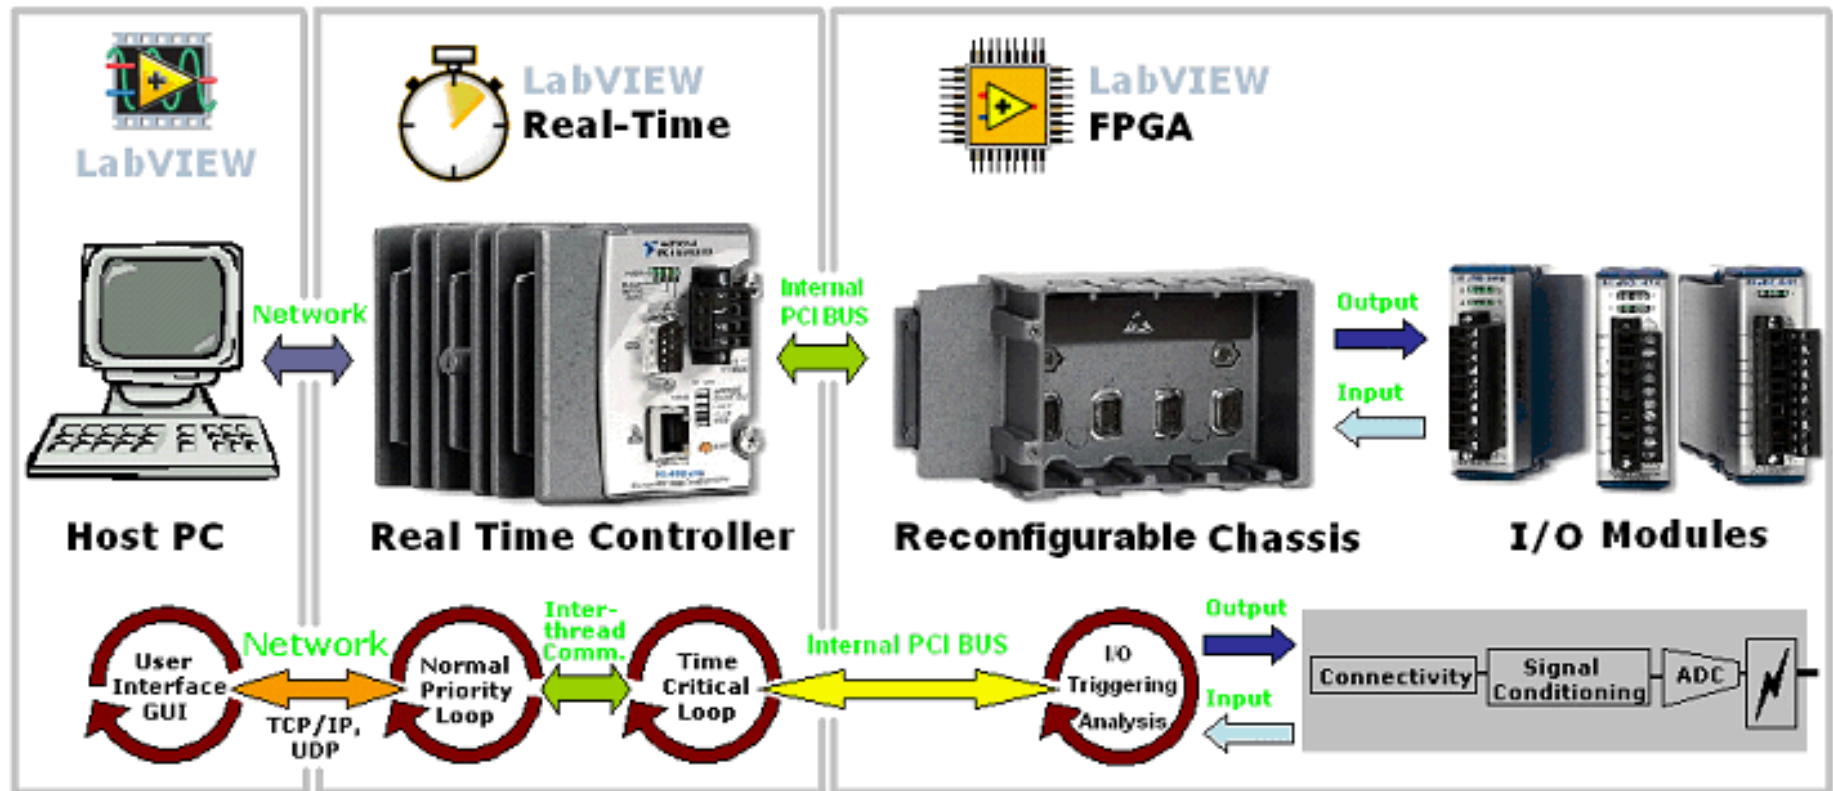 LabVIEW
LabVIEW
Real-Time
LabVIEW
FPGA
Network
Internal
PCI BUS
Output
Input
Host PC
Real Time Controller
Reconfigurable Chassis
I/O Modules
User
Interface
GUI
Network
TCP/IP,
UDP
Normal
Priority
Loop
Inter-
thread
Comm.
Time
Critical
Loop
Internal PCI BUS
I/O
Triggering
Analysis
Output
Input
Connectivity
Signal
Conditioning
ADC